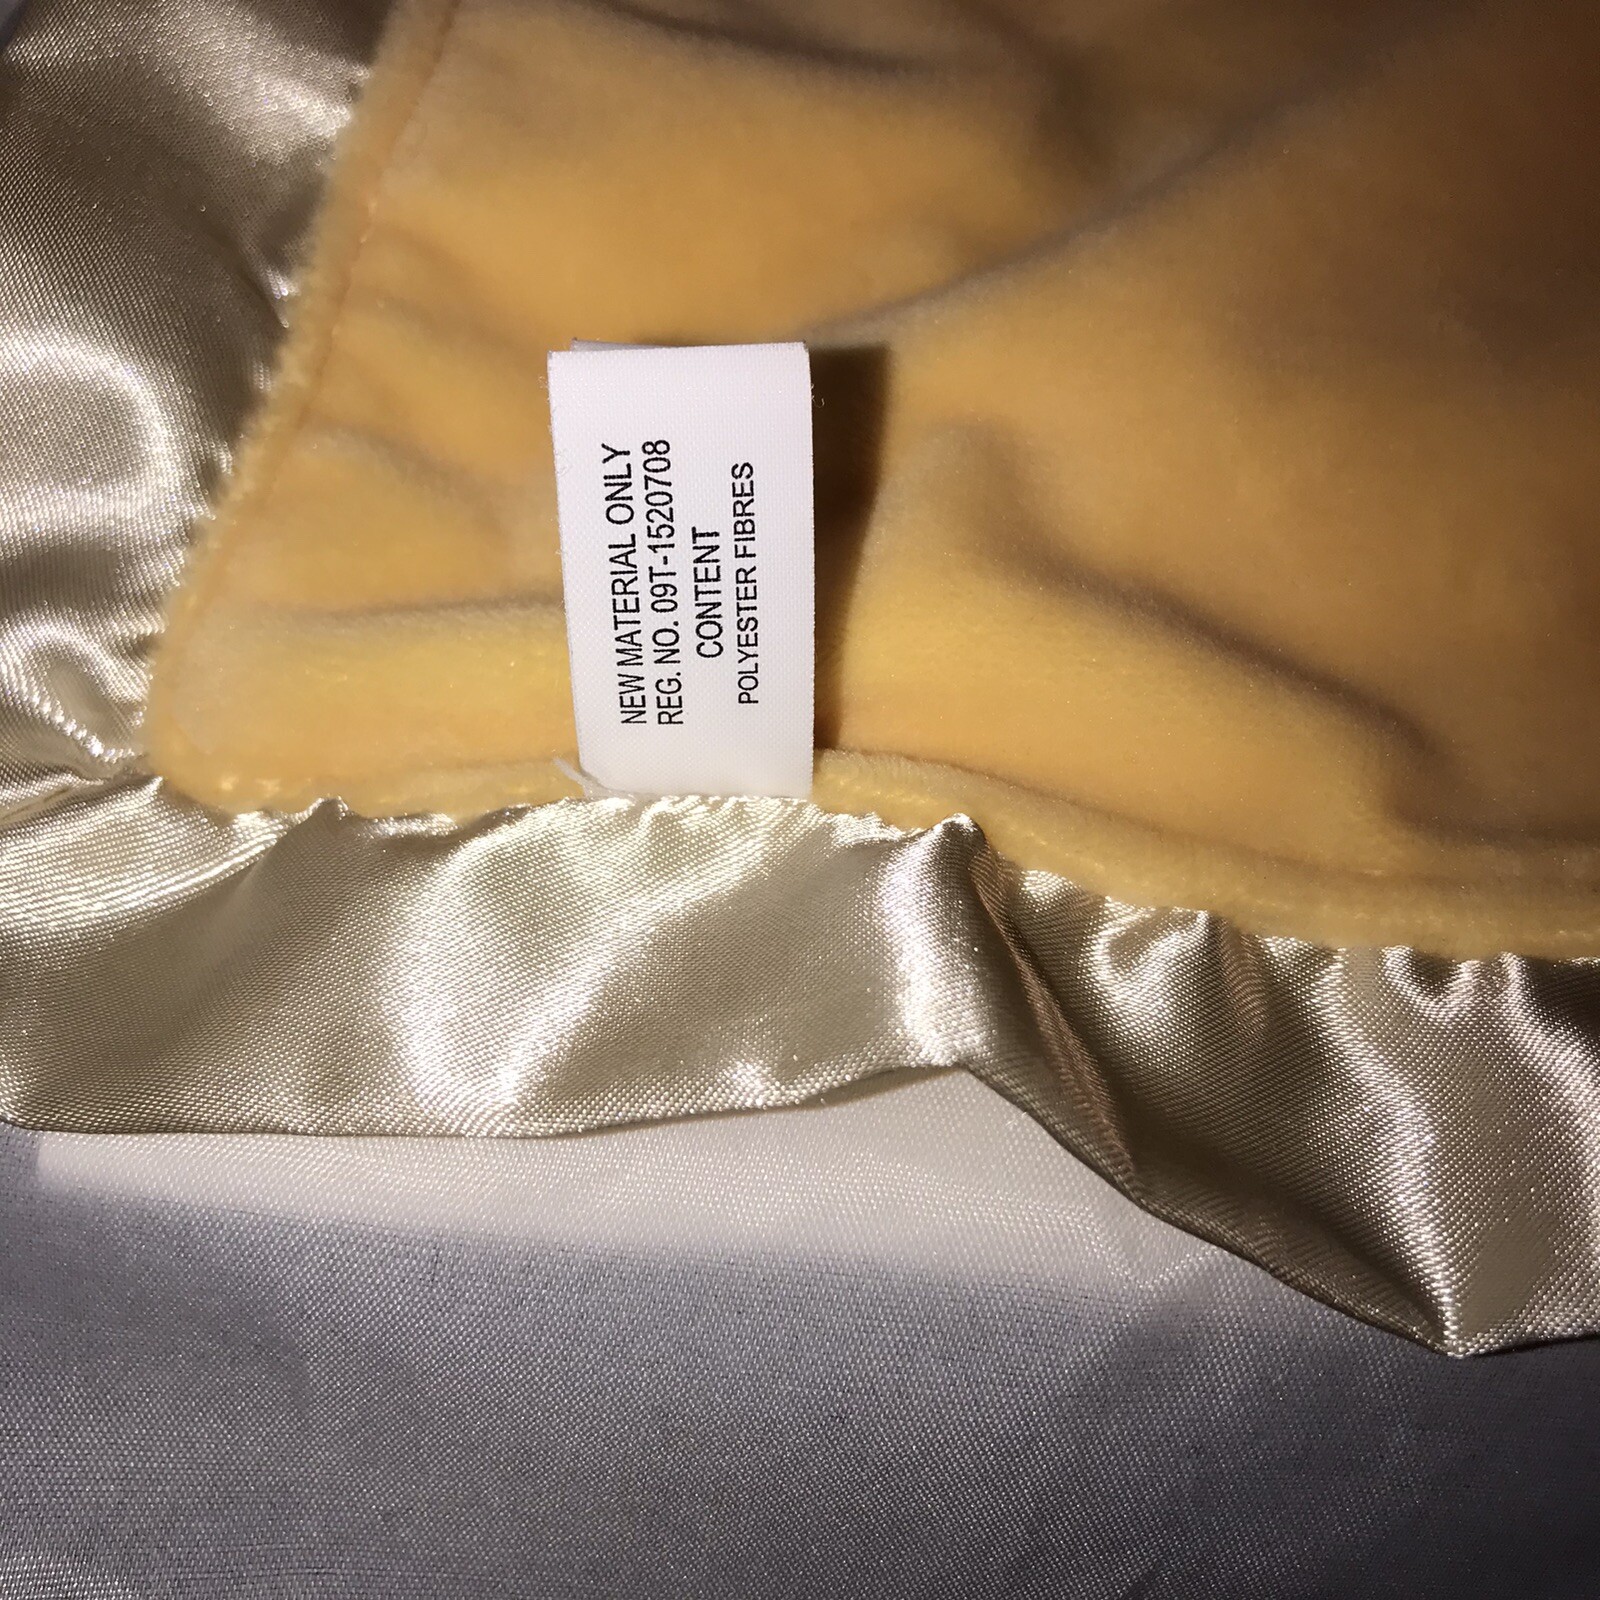 NEW MATERIAL ONLY
REG. NO. 09T-1520708
CONTENT
POLYESTER FIBRES